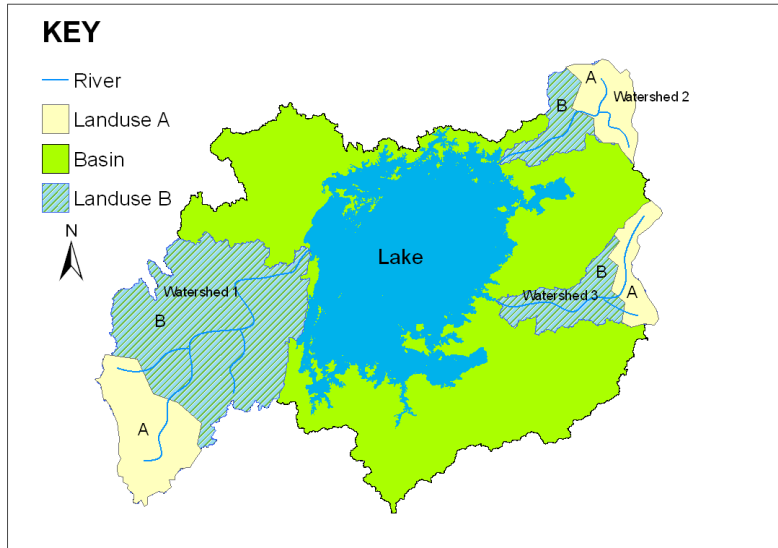 KEY
River
Landuse A
Basin
Landuse B
N
A
Watershed 2
B
Lake
Watershed 1
B
B
Watershed 3
A
A